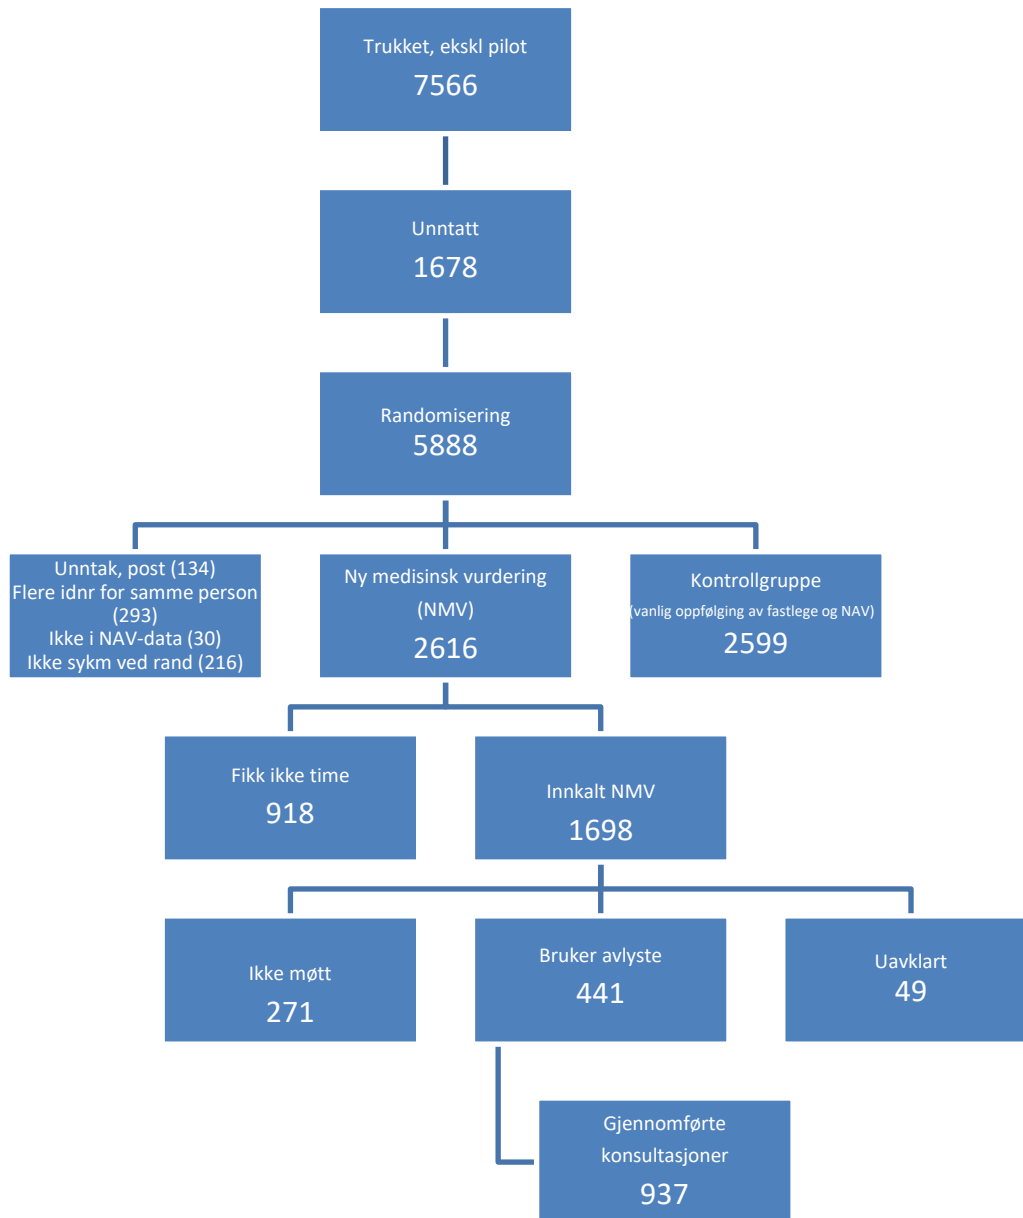 Trukket, ekskl pilot
7566
Unntatt
1678
Randomisering
5888
Unntak, post (134)
Flere idnr for samme person
(293)
Ikke i NAV-data (30)
Ikke sykm ved rand (216)
Ny medisinsk vurdering
(NMV)
2616
Kontrollgruppe
(vanlig oppfølging av fastlege og NAV)
2599
Fikk ikke time
918
Innkalt NMV
1698
Ikke møtt
271
Bruker avlyste
441
Uavklart
49
Gjennomførte
konsultasjoner
937